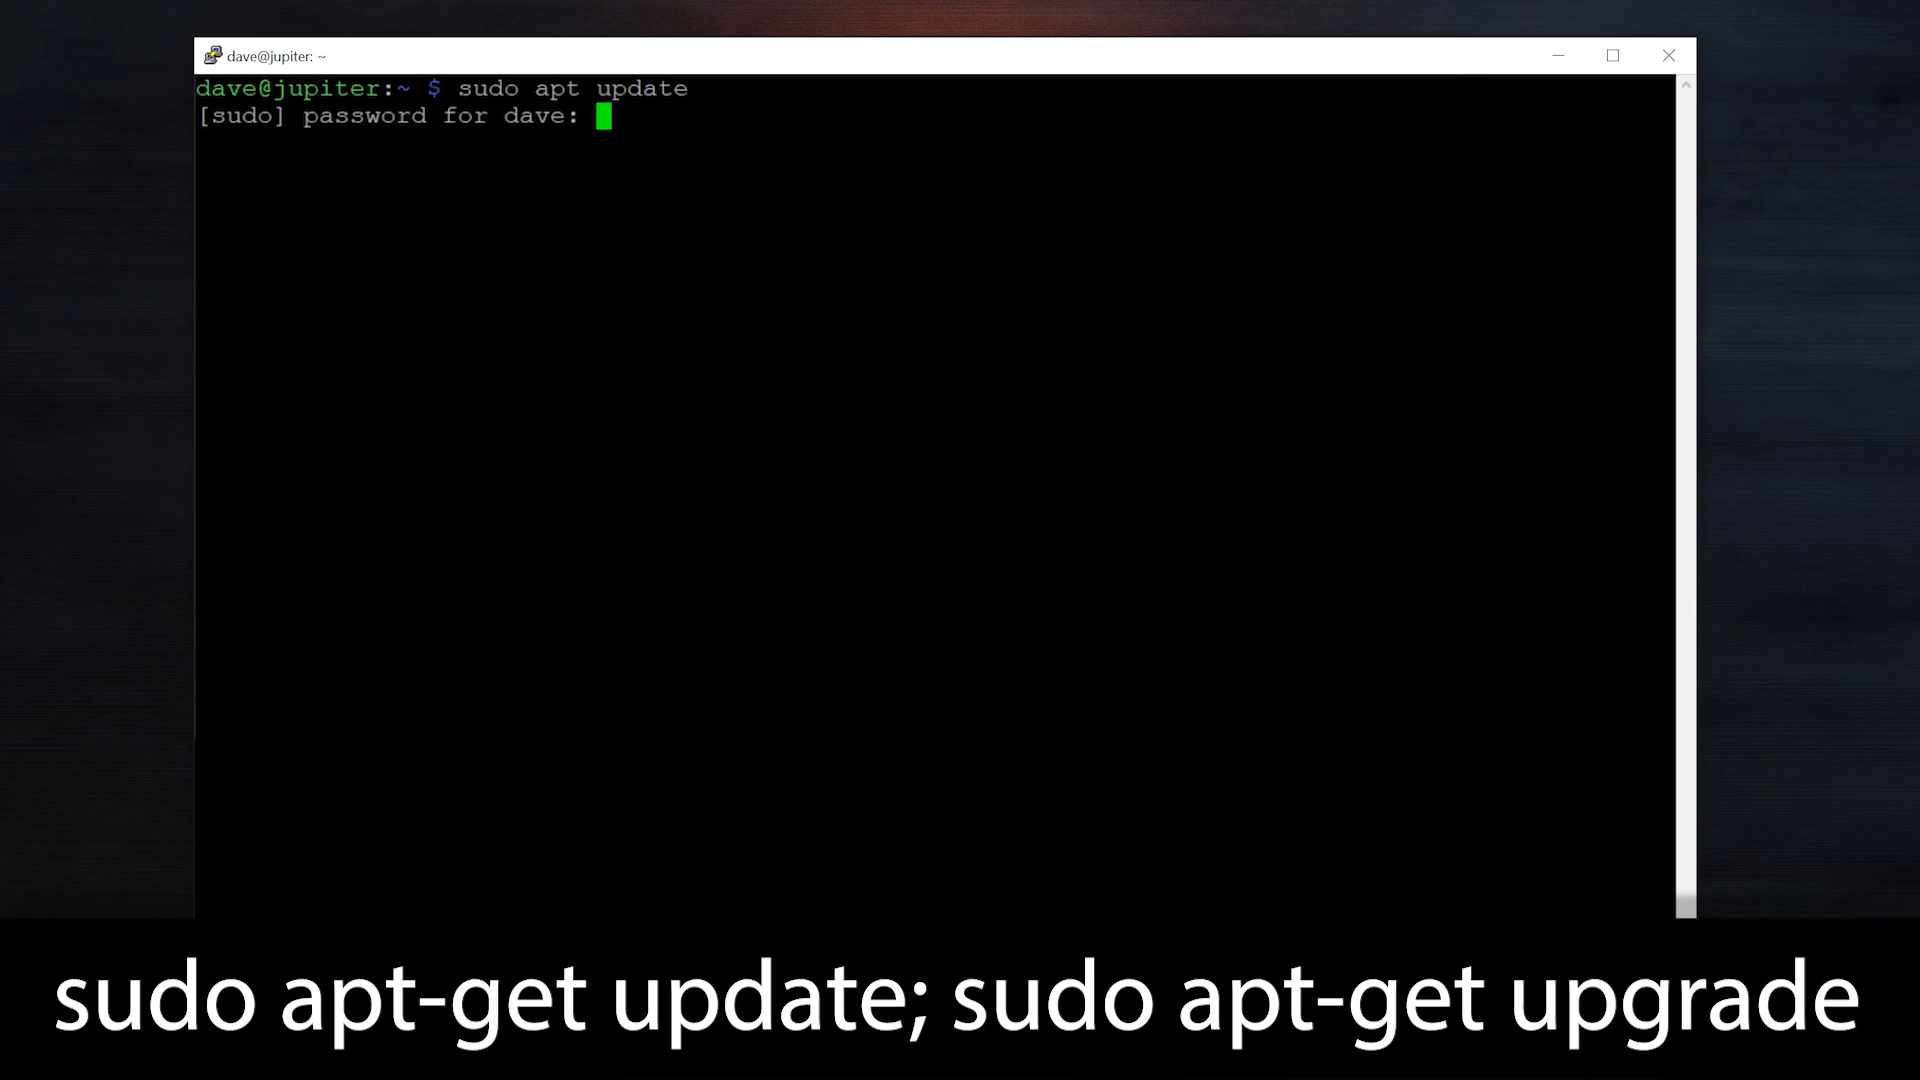 dave@jupiter: ~
dave@jupiter:~ $ sudo apt update
[sudo] password for dave:
sudo apt-get update; sudo apt-get upgrade